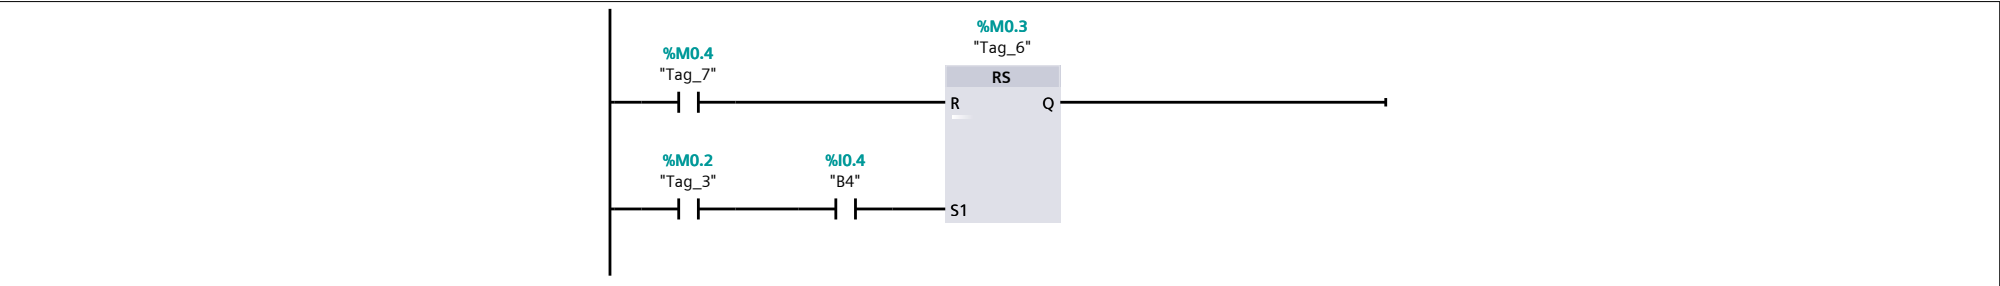 %M0.3
"Tag_6"
%M0.4
"Tag_7"
RS
R
Q
%M0.2
"Tag_3"
%I0.4
"B4"
S1